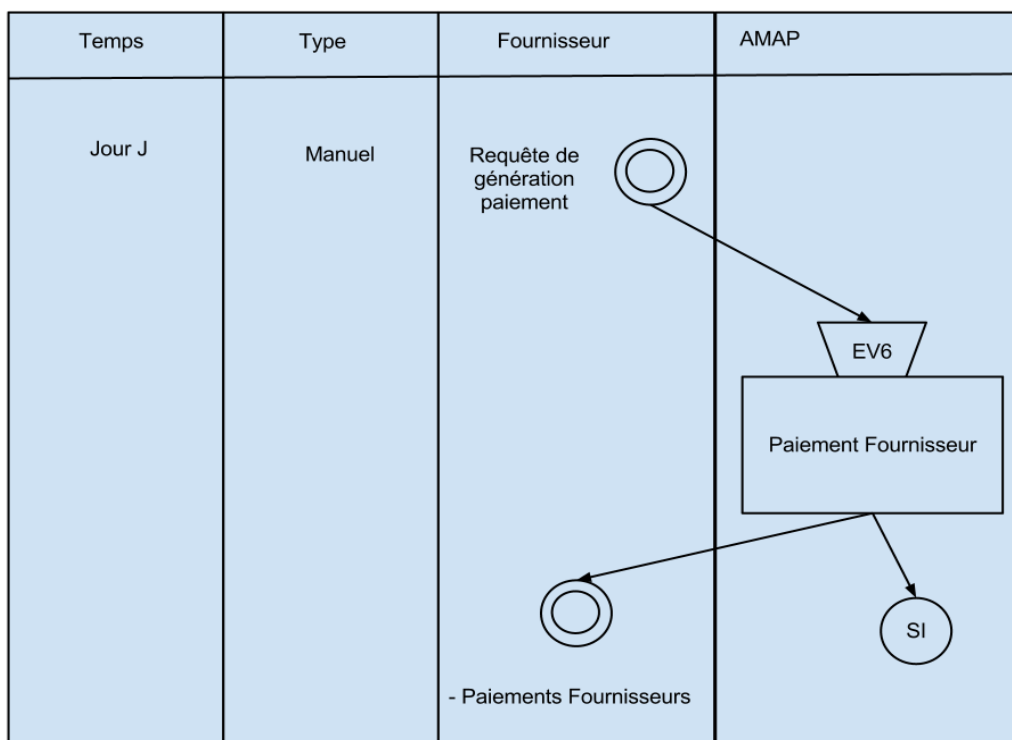 Temps
Type
Fournisseur
AMAP
Jour J
Manuel
Requête de
génération
paiement
EV6
Paiement Fournisseur
SI
- Paiements Fournisseurs